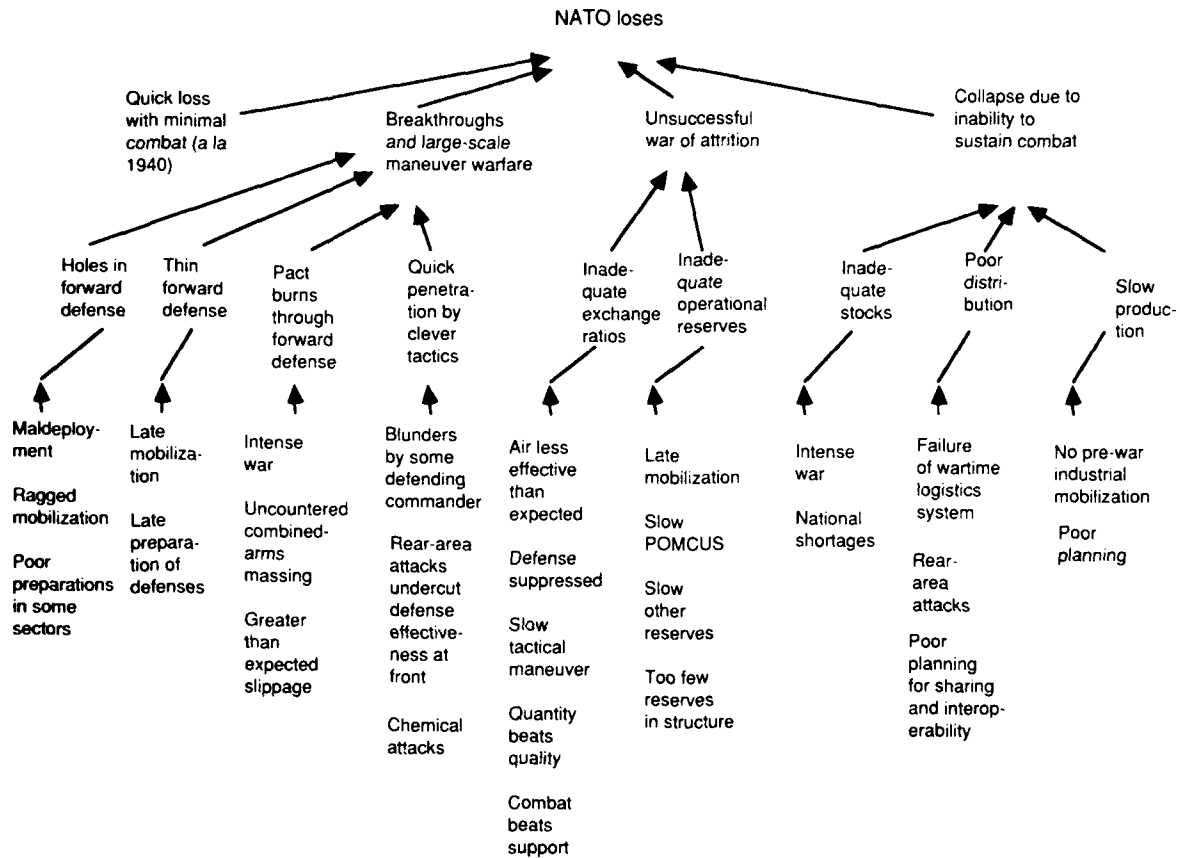 NATO loses
Quick loss
with minimal
combat (a la
1940)
Breakthroughs
and large-scale
maneuver warfare
Unsuccessful
war of attrition
Collapse due to
inability to
sustain combat
Holes in
forward
defense
Thin
forward
defense
Pact
burns
through
forward
defense
Quick
penetra-
tion by
clever
tactics
Inade-
quate
exchange
ratios
Inade-
quate
operational
reserves
Inade-
quate
stocks
Poor
distri-
bution
Slow
produc-
tion
Maldeploy-
ment
Ragged
mobilization
Poor
preparations
in some
sectors
Late
mobiliza-
tion
Late
prepara-
tion of
defenses
Intense
war
Uncountered
combined-
arms
massing
Greater
than
expected
slippage
Blunders
by some
defending
commander
Rear-area
attacks
undercut
defense
effective-
ness at
front
Chemical
attacks
Air less
effective
than
expected
Defense
suppressed
Slow
tactical
maneuver
Quantity
beats
quality
Combat
beats
support
Late
mobilization
Slow
POMCUS
Slow
other
reserves
Too few
reserves
in structure
Intense
war
National
shortages
Failure
of wartime
logistics
system
Rear-
area
attacks
Poor
planning
for sharing
and interop-
erability
No pre-war
industrial
mobilization
Poor
planning